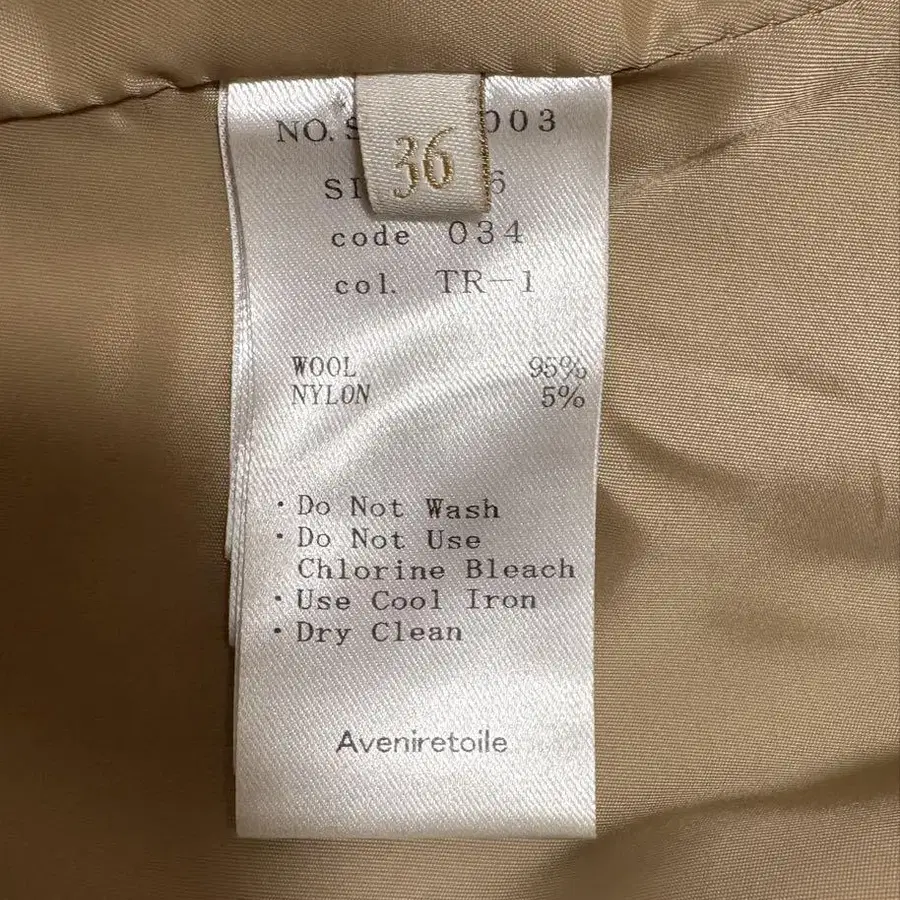 36
NO. S 003
SI 6
code 034
col. TR-1
WOOL 95%
NYLON 5%
· Do Not Wash
· Do Not Use
Chlorine Bleach
· Use Cool Iron
· Dry Clean
Aveniretoile